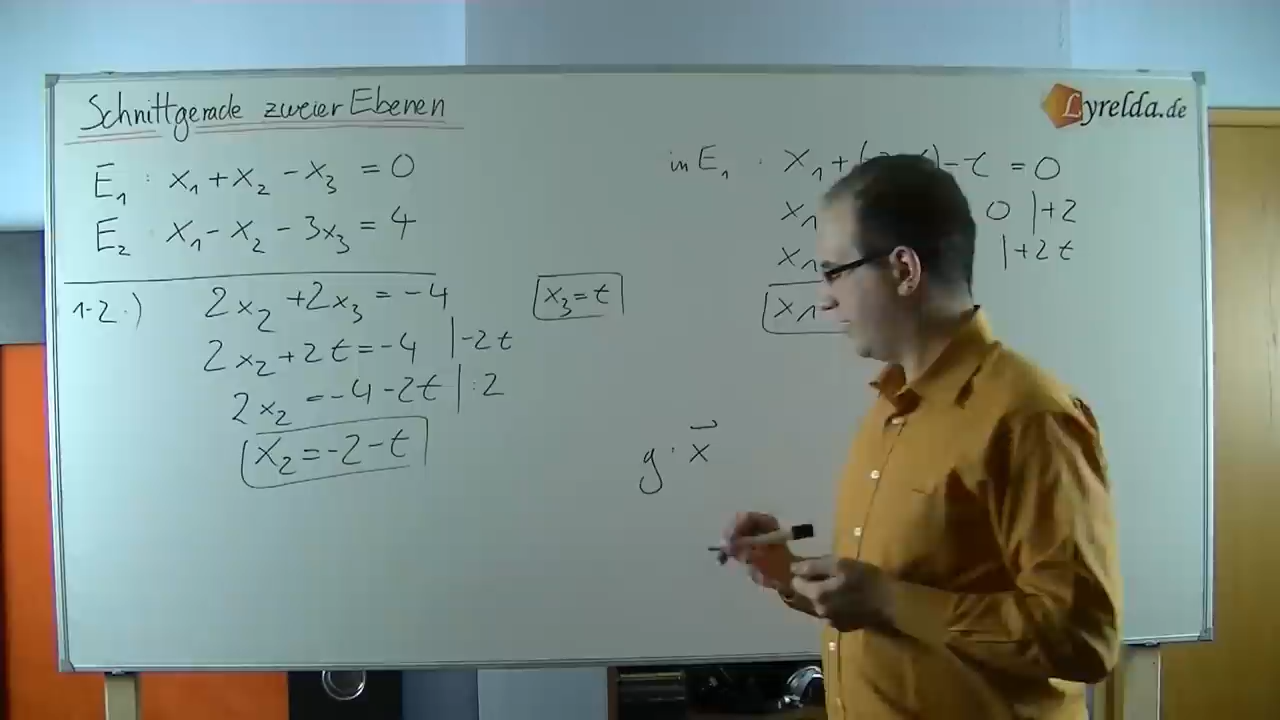 Schnittgerade zweier Ebenen
E₁: x₁ + x₂ - x₃ = 0
E₂ x₁ - x₂ - 3x₃ = 4
1-2.) 2x₂ + 2x₃ = -4
2x₂ + 2t = -4 | -2t
2x₂ = -4 - 2t | :2
x₂ = -2 - t
x₃ = t
Lyrelda.de
in E₁: x₁ + ( ) - t = 0
x₁ 0 | +2
x₁ | +2t
x₁
g: x⃗